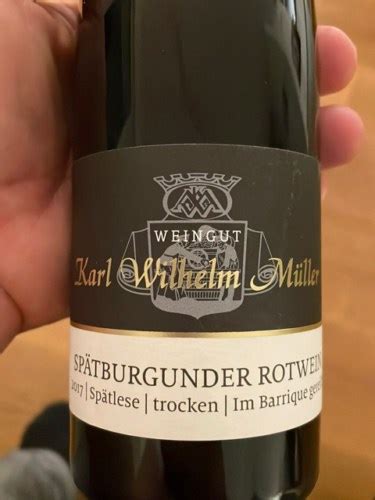 WEINGUT
Karl Wilhelm Müller
SPÄTBURGUNDER ROTWEIN
2017 | Spätlese | trocken | Im Barrique